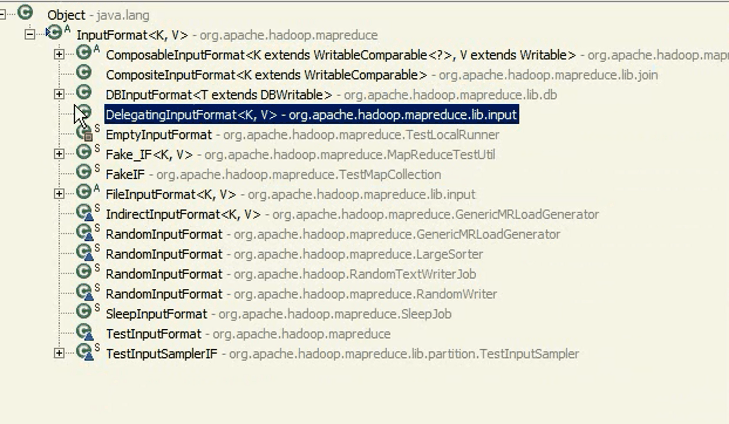 Object - java.lang
InputFormat<K, V> - org.apache.hadoop.mapreduce
ComposableInputFormat<K extends WritableComparable<?>, V extends Writable> - org.apache.hadoop.map
CompositeInputFormat<K extends WritableComparable> - org.apache.hadoop.mapreduce.lib.join
DBInputFormat<T extends DBWritable> - org.apache.hadoop.mapreduce.lib.db
DelegatingInputFormat<K, V> - org.apache.hadoop.mapreduce.lib.input
EmptyInputFormat - org.apache.hadoop.mapreduce.TestLocalRunner
Fake_IF<K, V> - org.apache.hadoop.mapreduce.MapReduceTestUtil
FakeIF - org.apache.hadoop.mapreduce.TestMapCollection
FileInputFormat<K, V> - org.apache.hadoop.mapreduce.lib.input
IndirectInputFormat<K, V> - org.apache.hadoop.mapreduce.GenericMRLoadGenerator
RandomInputFormat - org.apache.hadoop.mapreduce.GenericMRLoadGenerator
RandomInputFormat - org.apache.hadoop.mapreduce.LargeSorter
RandomInputFormat - org.apache.hadoop.RandomTextWriterJob
RandomInputFormat - org.apache.hadoop.mapreduce.RandomWriter
SleepInputFormat - org.apache.hadoop.mapreduce.SleepJob
TestInputFormat - org.apache.hadoop.mapreduce
TestInputSamplerIF - org.apache.hadoop.mapreduce.lib.partition.TestInputSampler